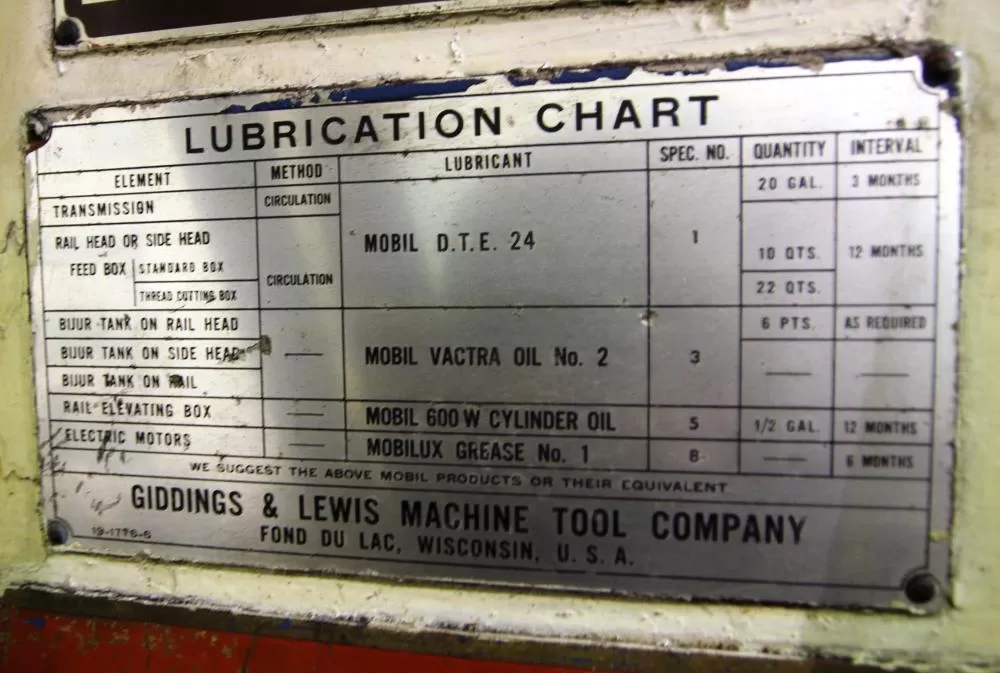 LUBRICATION CHART
ELEMENT METHOD LUBRICANT SPEC. NO. QUANTITY INTERVAL
TRANSMISSION CIRCULATION 20 GAL. 3 MONTHS
RAIL HEAD OR SIDE HEAD MOBIL D.T.E. 24 1
FEED BOX STANDARD BOX CIRCULATION 10 QTS. 12 MONTHS
THREAD CUTTING BOX 22 QTS.
BIJUR TANK ON RAIL HEAD 6 PTS. AS REQUIRED
BIJUR TANK ON SIDE HEAD — MOBIL VACTRA OIL No. 2 3 — —
BIJUR TANK ON RAIL
RAIL ELEVATING BOX — MOBIL 600 W CYLINDER OIL 5 1/2 GAL. 12 MONTHS
ELECTRIC MOTORS — MOBILUX GREASE No. 1 8 — 6 MONTHS
WE SUGGEST THE ABOVE MOBIL PRODUCTS OR THEIR EQUIVALENT
GIDDINGS & LEWIS MACHINE TOOL COMPANY
19-1776-6 FOND DU LAC, WISCONSIN, U. S. A.